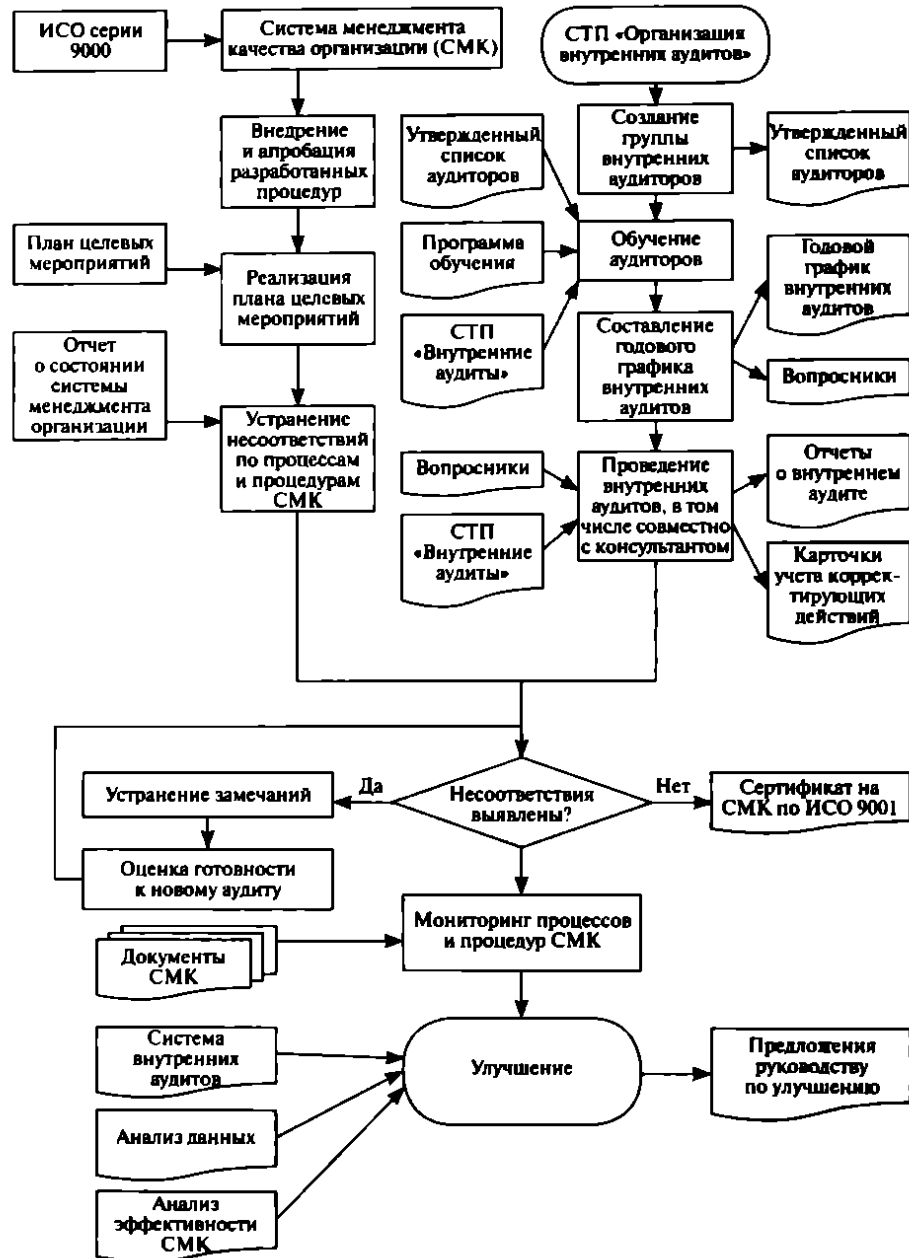 ИСО серии
9000
Система менеджмента
качества организации (СМК)
СТП «Организация
внутренних аудитов»
Внедрение
и апробация
разработанных
процедур
Утвержденный
список
аудиторов
Создание
группы
внутренних
аудиторов
Утвержденный
список
аудиторов
План целевых
мероприятий
Реализация
плана целевых
мероприятий
Программа
обучения
Обучение
аудиторов
Годовой
график
внутренних
аудитов
Отчет
о состоянии
системы
менеджмента
организации
СТП
«Внутренние
аудиты»
Составление
годового
графика
внутренних
аудитов
Вопросники
Устранение
несоответствий
по процессам
и процедурам
СМК
Вопросники
СТП
«Внутренние
аудиты»
Проведение
внутренних
аудитов, в том
числе совместно
с консультантом
Отчеты
о внутреннем
аудите
Карточки
учета коррек-
тирующих
действий
Устранение замечаний
Да
Несоответствия
выявлены?
Нет
Сертификат на
СМК по ИСО 9001
Оценка готовности
к новому аудиту
Документы
СМК
Мониторинг процессов
и процедур СМК
Система
внутренних
аудитов
Улучшение
Предложения
руководству
по улучшению
Анализ данных
Анализ
эффективности
СМК